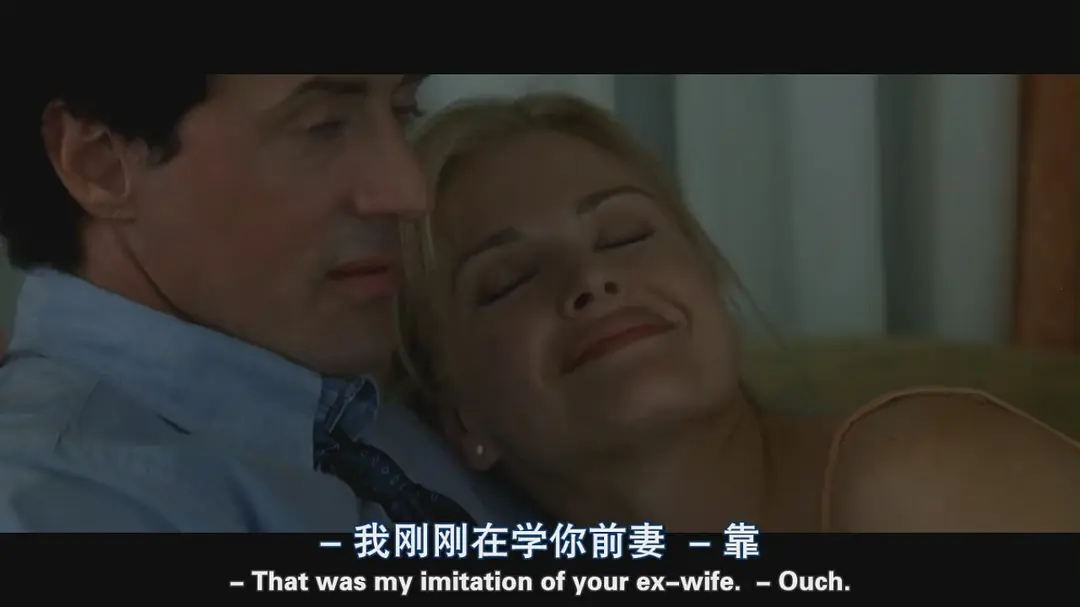 – 我刚刚在学你前妻 – 靠
– That was my imitation of your ex-wife. – Ouch.